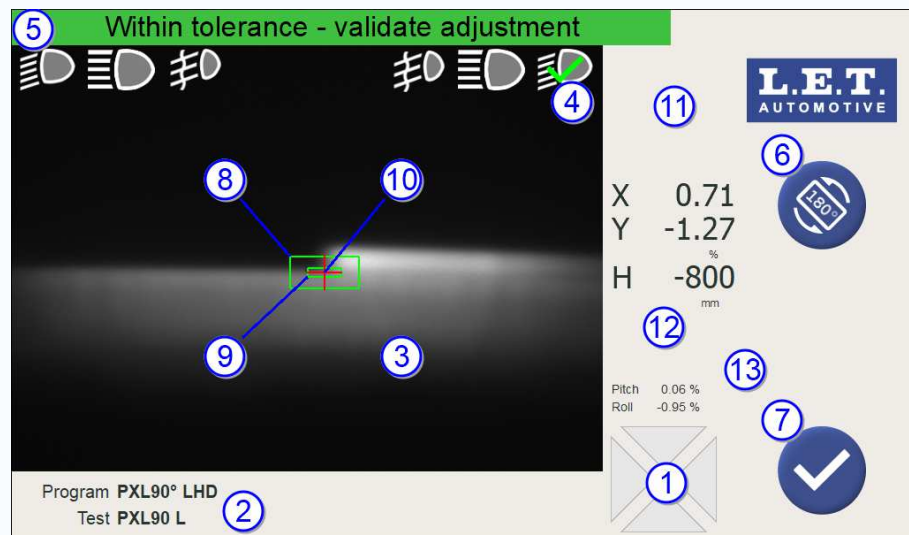 5 Within tolerance - validate adjustment
4
11
L.E.T.
AUTOMOTIVE
6
180°
8
10
X 0.71
Y -1.27
%
H -800
mm
9
3
12
13
Pitch 0.06 %
Roll -0.95 %
7
1
Program PXL90° LHD
Test PXL90 L
2